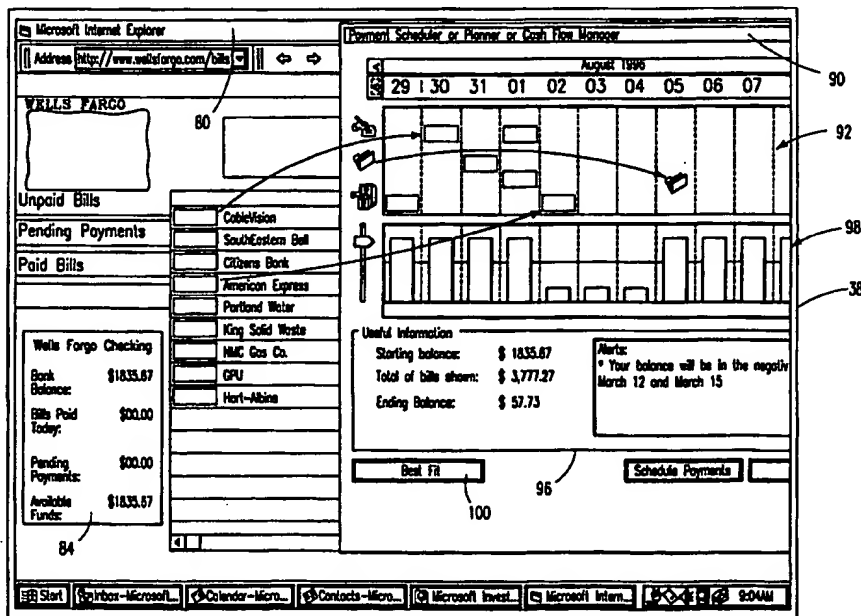 Microsoft Internet Explorer
Address http://www.wellsfargo.com/bills
80
WELLS FARGO
Unpaid Bills
Pending Payments
Paid Bills
Wells Fargo Checking
Bank Balance: $1835.67
Bills Paid Today: $00.00
Pending Payments: $00.00
Available Funds: $1835.67
84
CableVision
SouthEastern Bell
Citizens Bank
American Express
Portland Water
King Solid Waste
NMC Gas Co.
GPU
Hart-Albins
Payment Scheduler or Planner or Cash Flow Manager
90
August 1996
29 30 31 01 02 03 04 05 06 07
92
98
38
Useful Information
Starting balance: $ 1835.67
Total of bills shown: $ 3,777.27
Ending Balance: $ 57.73
Alerts:
* Your balance will be in the negativ
March 12 and March 15
Best Fit
100
96
Schedule Payments
Start Inbox-Microsoft... Calendar-Micro... Contacts-Micro... Microsoft Invest... Microsoft Intern... 9:04AM